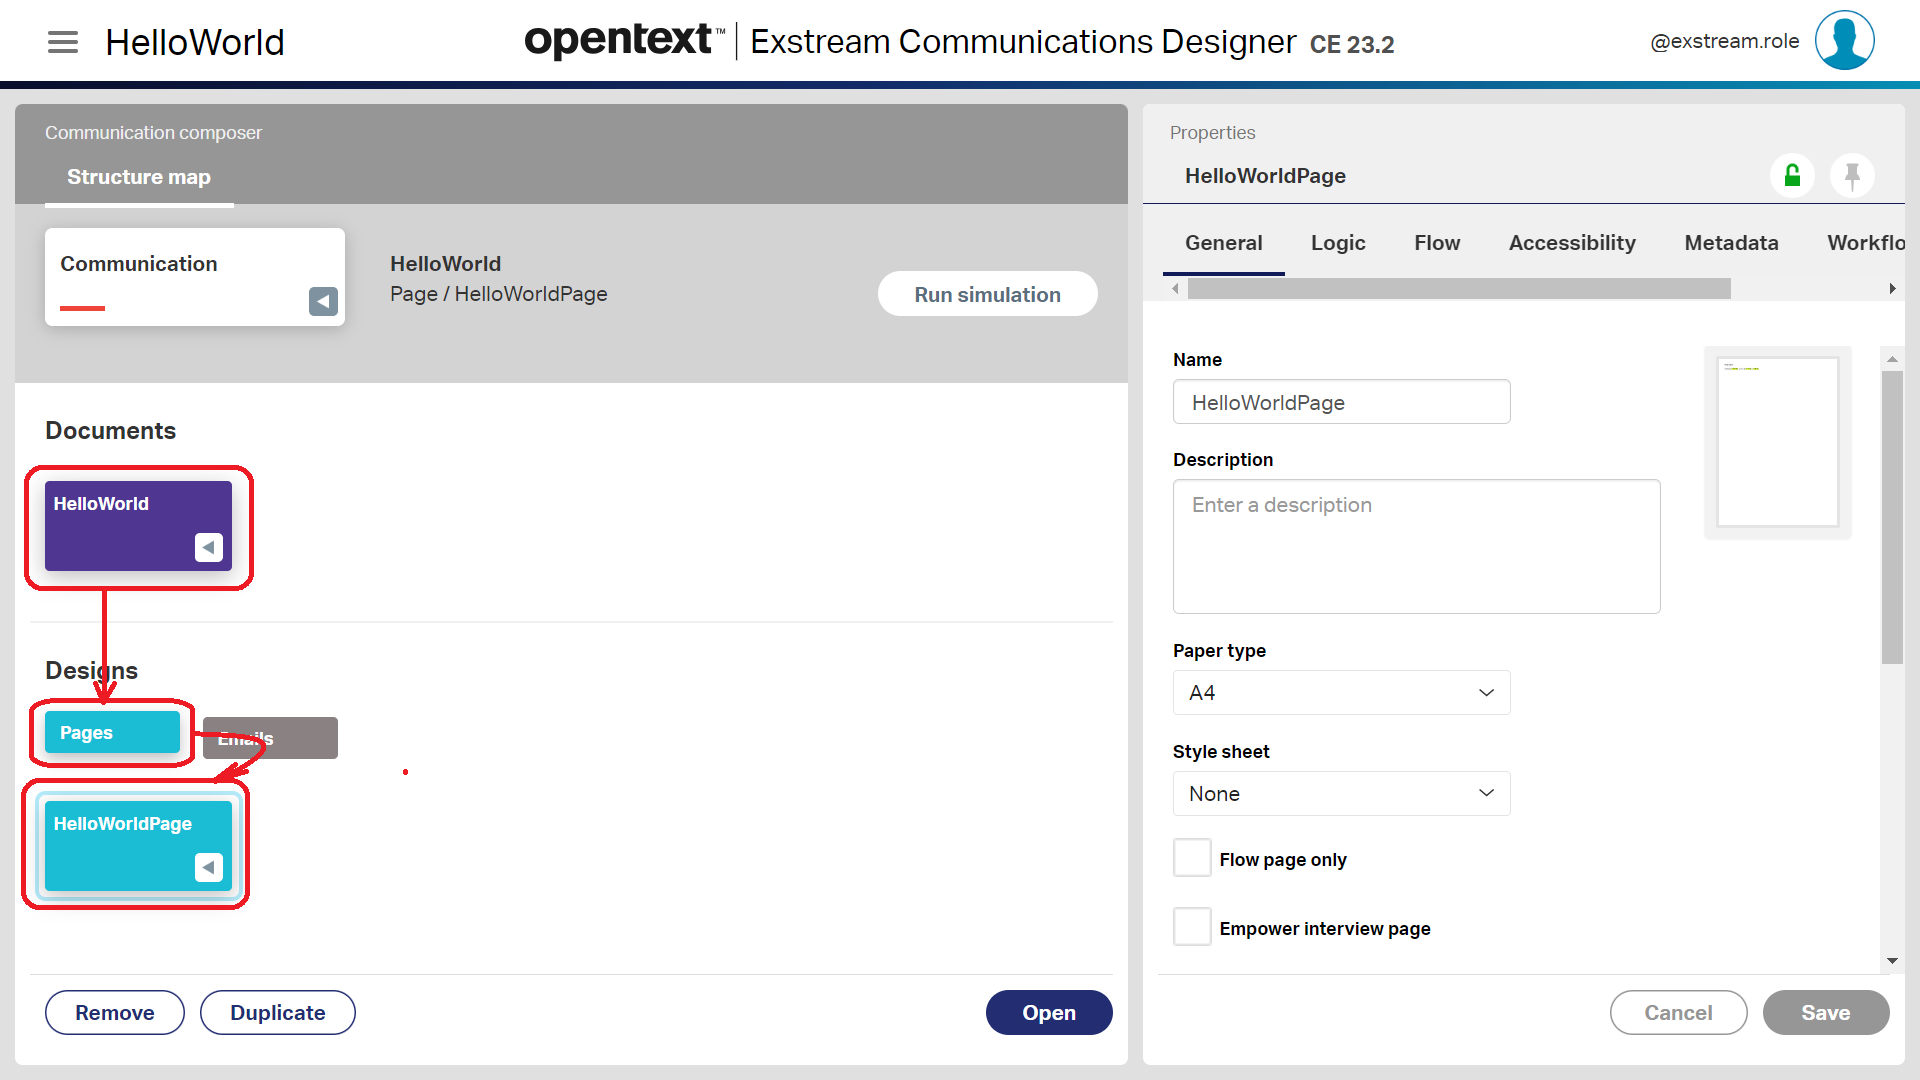 HelloWorld
opentext™ | Exstream Communications Designer CE 23.2
@exstream.role
Communication composer
Structure map
Communication
HelloWorld
Page / HelloWorldPage
Run simulation
Documents
HelloWorld
Designs
Pages
Emails
HelloWorldPage
Remove
Duplicate
Open
Properties
HelloWorldPage
General
Logic
Flow
Accessibility
Metadata
Workflo
Name
HelloWorldPage
Description
Enter a description
Paper type
A4
Style sheet
None
Flow page only
Empower interview page
Cancel
Save